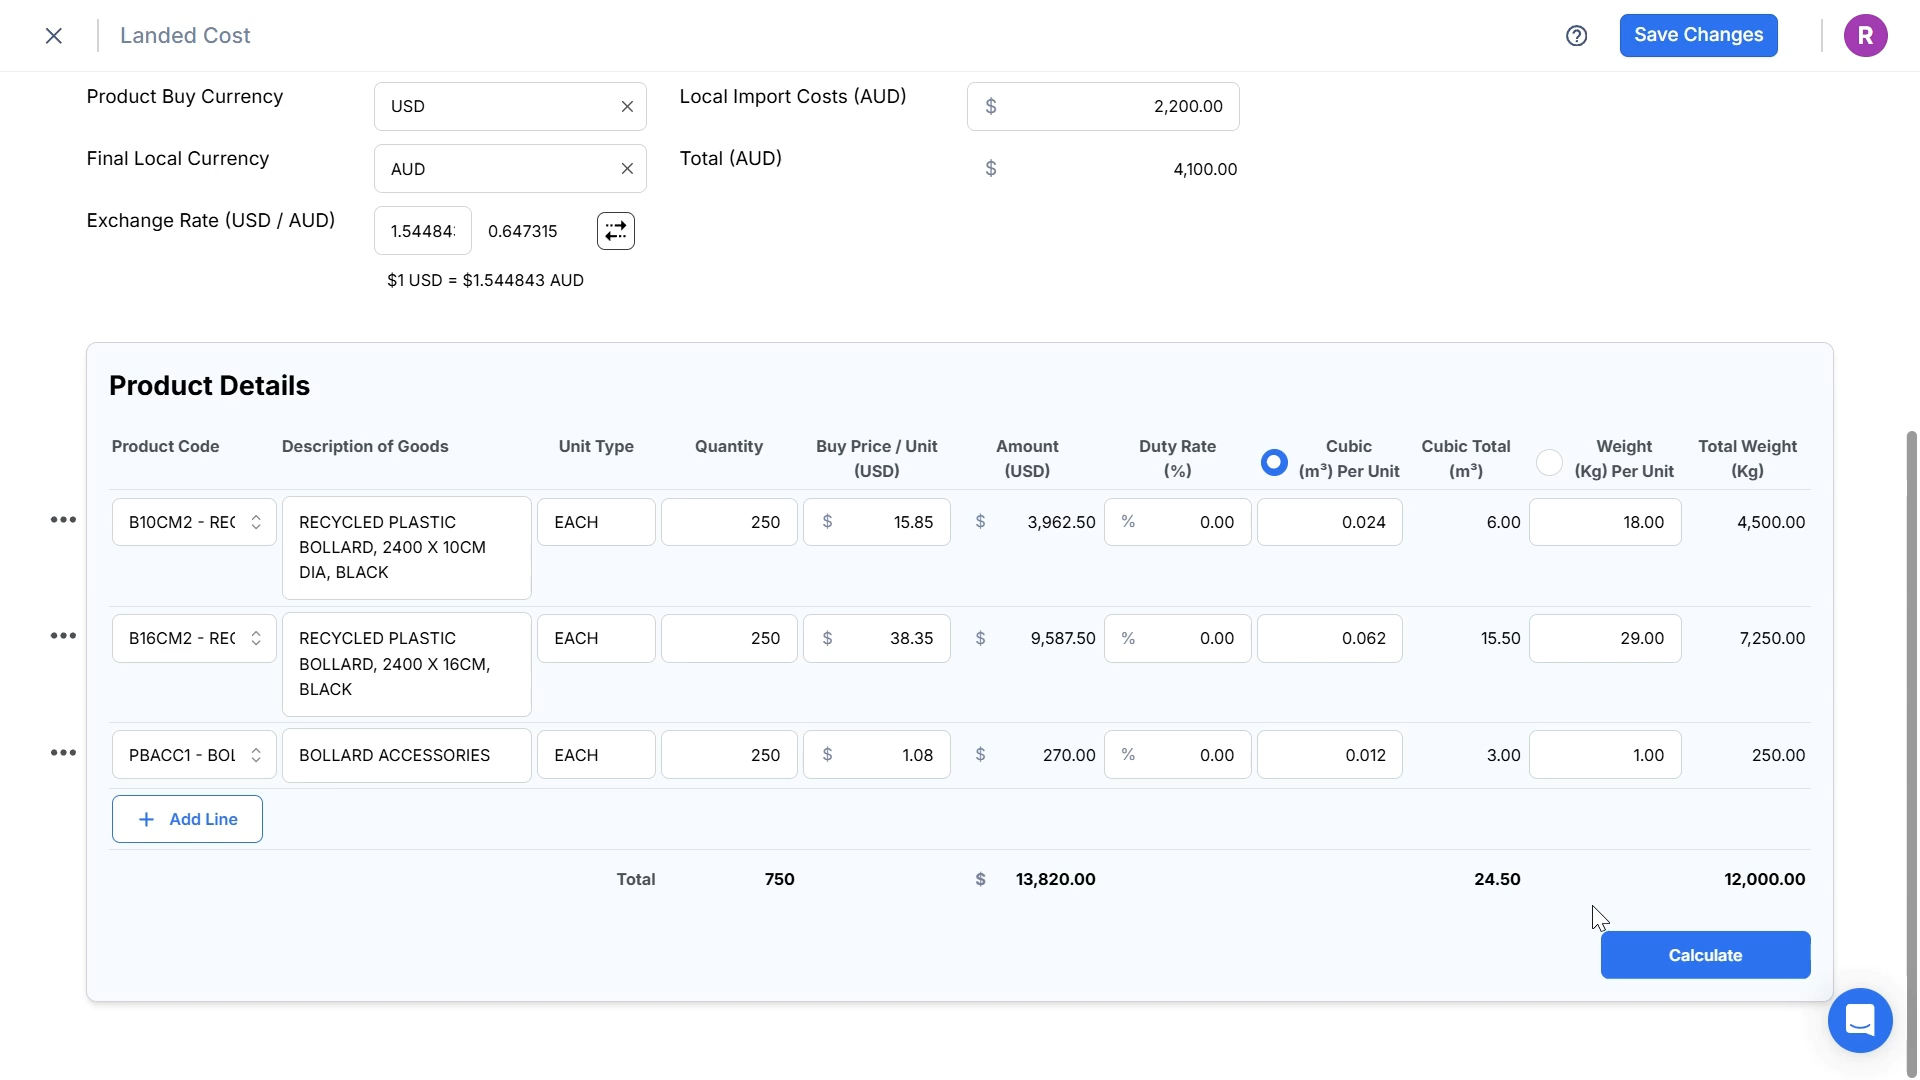 Landed Cost
Save Changes
R
Product Buy Currency
USD
Local Import Costs (AUD)
$ 2,200.00
Final Local Currency
AUD
Total (AUD)
$ 4,100.00
Exchange Rate (USD / AUD)
1.544843
0.647315
$1 USD = $1.544843 AUD
Product Details
Product Code
Description of Goods
Unit Type
Quantity
Buy Price / Unit
(USD)
Amount
(USD)
Duty Rate
(%)
Cubic
(m³) Per Unit
Cubic Total
(m³)
Weight
(Kg) Per Unit
Total Weight
(Kg)
B10CM2 - REC
RECYCLED PLASTIC
BOLLARD, 2400 X 10CM
DIA, BLACK
EACH
250
$ 15.85
$ 3,962.50
% 0.00
0.024
6.00
18.00
4,500.00
B16CM2 - REC
RECYCLED PLASTIC
BOLLARD, 2400 X 16CM,
BLACK
EACH
250
$ 38.35
$ 9,587.50
% 0.00
0.062
15.50
29.00
7,250.00
PBACC1 - BOL
BOLLARD ACCESSORIES
EACH
250
$ 1.08
$ 270.00
% 0.00
0.012
3.00
1.00
250.00
+ Add Line
Total
750
$ 13,820.00
24.50
12,000.00
Calculate